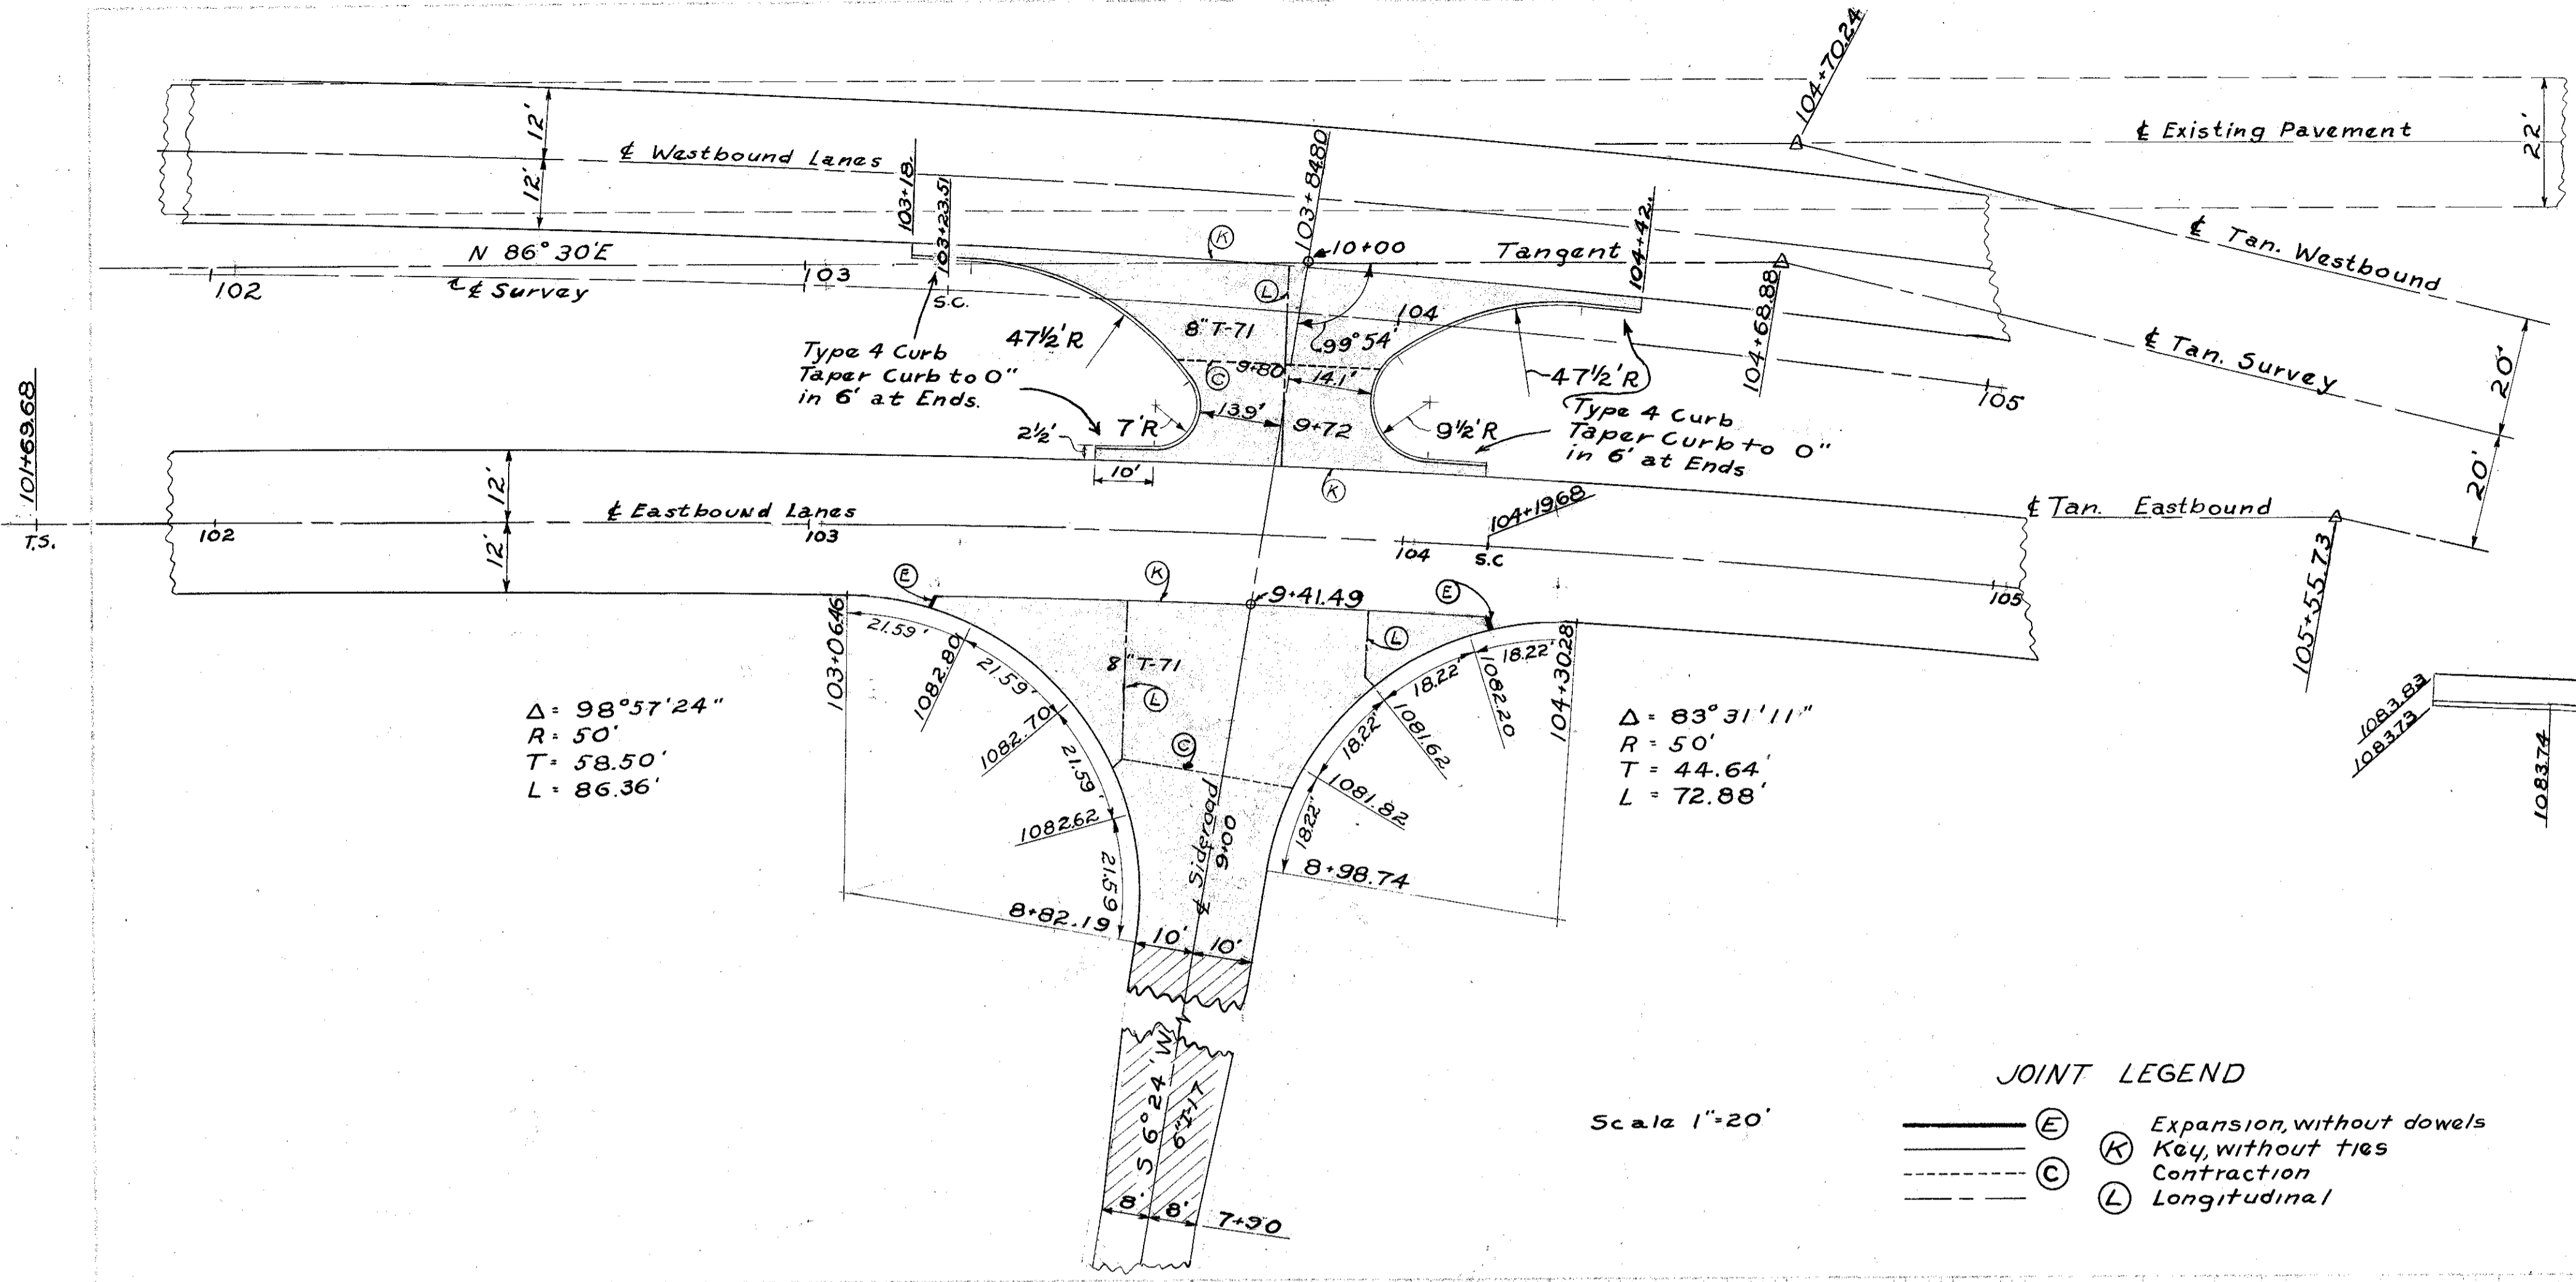 104+70.24
12'
12'
℄ Westbound Lanes
℄ Existing Pavement
22'
103+18.
103+23.51
S.C.
103+84.80
K
10+00
Tangent
104+42.
℄ Tan. Westbound
N 86° 30'E
102
103
℄ Survey
L
104
8" T-71
99° 54'
47½' R
104+68.88
℄ Tan. Survey
20'
20'
105
Type 4 Curb
Taper Curb to 0"
in 6' at Ends.
C
9+80
14.1'
47½' R
Type 4 Curb
Taper Curb to 0"
in 6' at Ends
101+69.68
T.S.
2½'
7' R
13.9'
9+72
9½' R
10'
K
12'
12'
℄ Eastbound Lanes
102
103
104
104+19.68
S.C
℄ Tan. Eastbound
105+55.73
105
E
K
9+41.49
E
103+06.46
21.59'
1082.80
21.59'
1082.70
21.59'
1082.62
21.59
8+82.19
8" T-71
L
L
C
18.22'
1082.20
18.22'
1081.62
18.22'
1081.82
18.22'
8+98.74
104+30.28
Δ = 98°57'24"
R = 50'
T = 58.50'
L = 86.36'
Δ = 83° 31' 11"
R = 50'
T = 44.64'
L = 72.88'
1083.83
1083.73
1083.74
℄ Sideroad
9+00
10'
10'
S 6° 24' W
6" T-17
8'
8'
7+90
Scale 1"=20'
JOINT LEGEND
E Expansion, without dowels
K Key, without ties
C Contraction
L Longitudinal